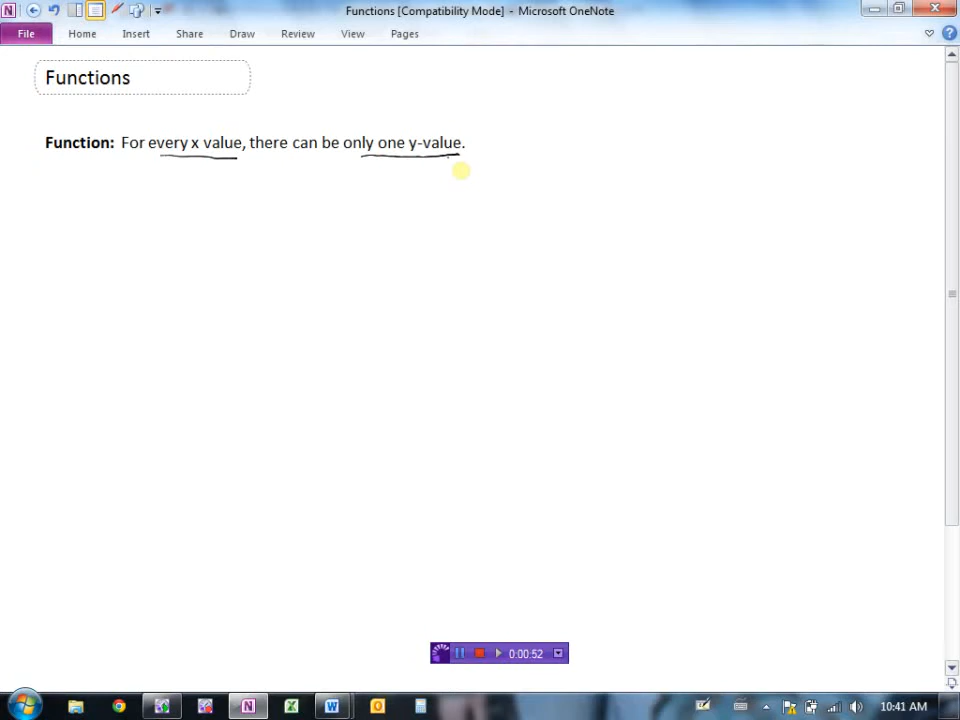 Functions [Compatibility Mode] - Microsoft OneNote
File Home Insert Share Draw Review View Pages
Functions
Function: For every x value, there can be only one y-value.
0:00:52
10:41 AM